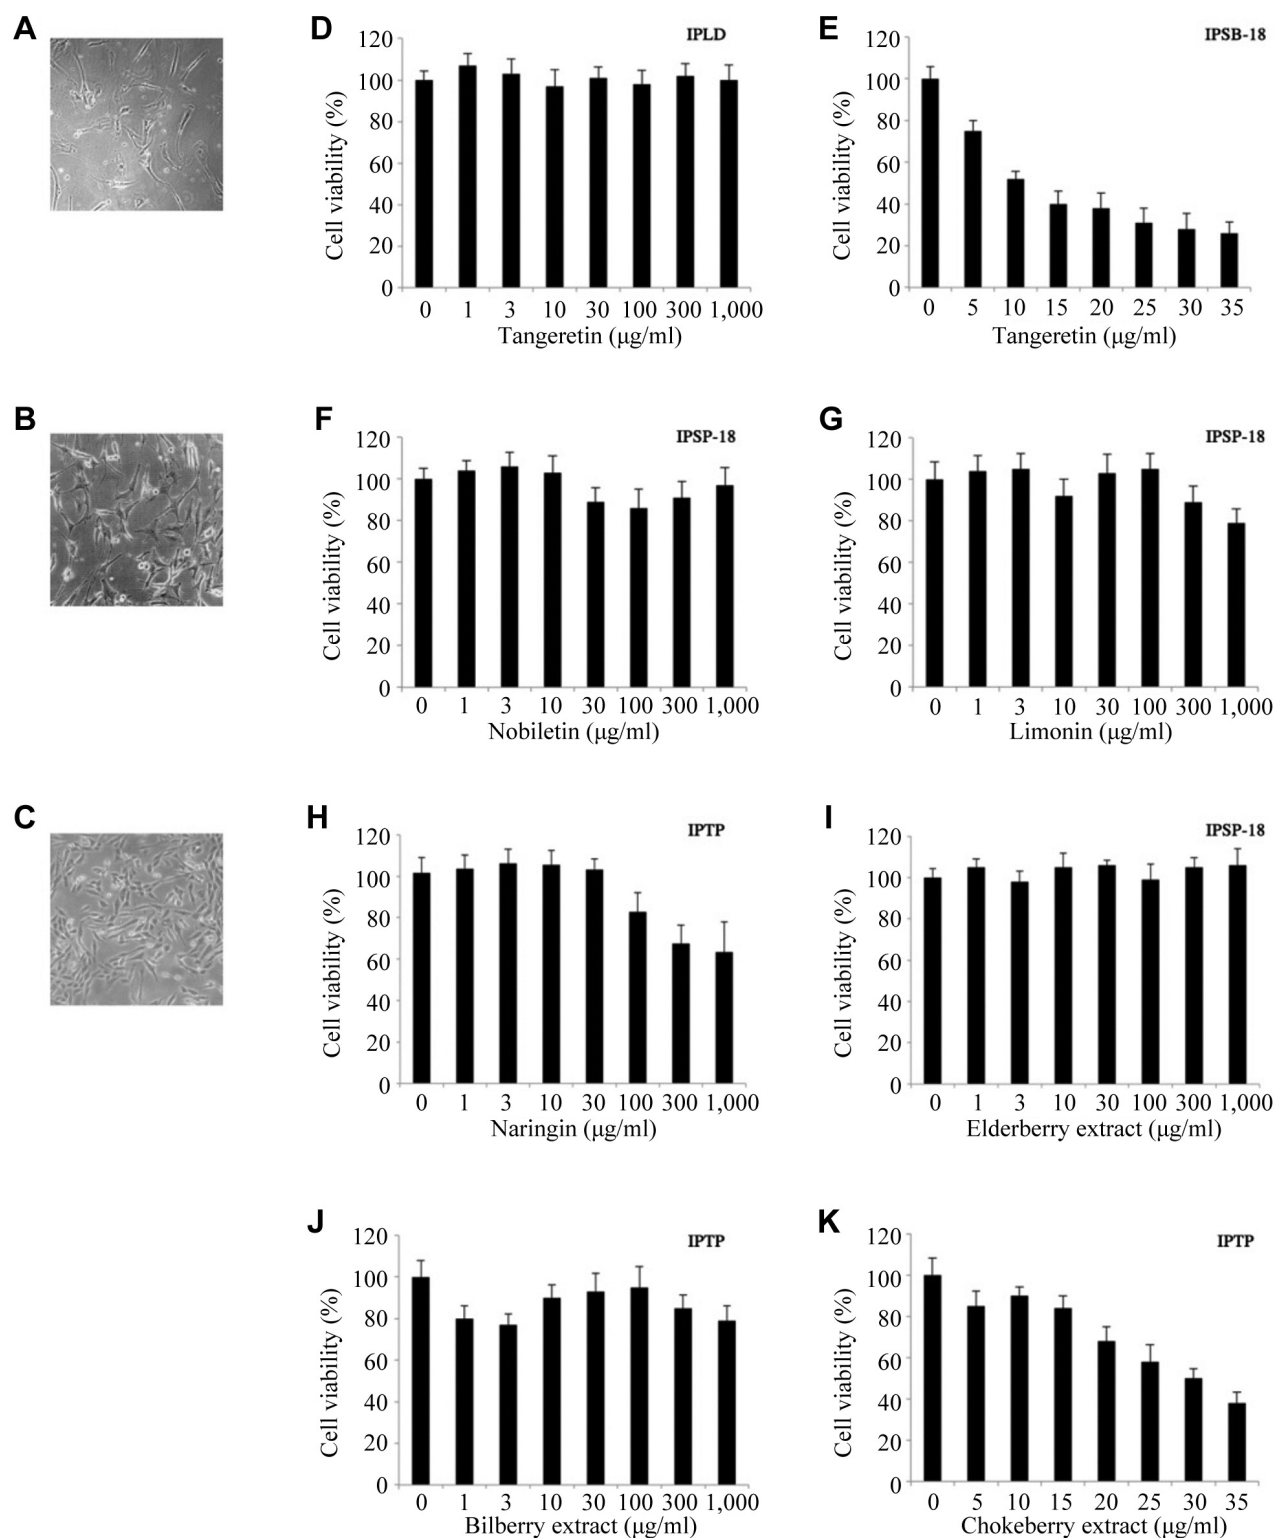 A
D
IPLD
120
100
80
60
40
20
0
Cell viability (%)
0 1 3 10 30 100 300 1,000
Tangeretin (μg/ml)
E
IPSB-18
120
100
80
60
40
20
0
Cell viability (%)
0 5 10 15 20 25 30 35
Tangeretin (μg/ml)
B
F
IPSP-18
120
100
80
60
40
20
0
Cell viability (%)
0 1 3 10 30 100 300 1,000
Nobiletin (μg/ml)
G
IPSP-18
120
100
80
60
40
20
0
Cell viability (%)
0 1 3 10 30 100 300 1,000
Limonin (μg/ml)
C
H
IPTP
120
100
80
60
40
20
0
Cell viability (%)
0 1 3 10 30 100 300 1,000
Naringin (μg/ml)
I
IPSP-18
120
100
80
60
40
20
0
Cell viability (%)
0 1 3 10 30 100 300 1,000
Elderberry extract (μg/ml)
J
IPTP
120
100
80
60
40
20
0
Cell viability (%)
0 1 3 10 30 100 300 1,000
Bilberry extract (μg/ml)
K
IPTP
120
100
80
60
40
20
0
Cell viability (%)
0 5 10 15 20 25 30 35
Chokeberry extract (μg/ml)